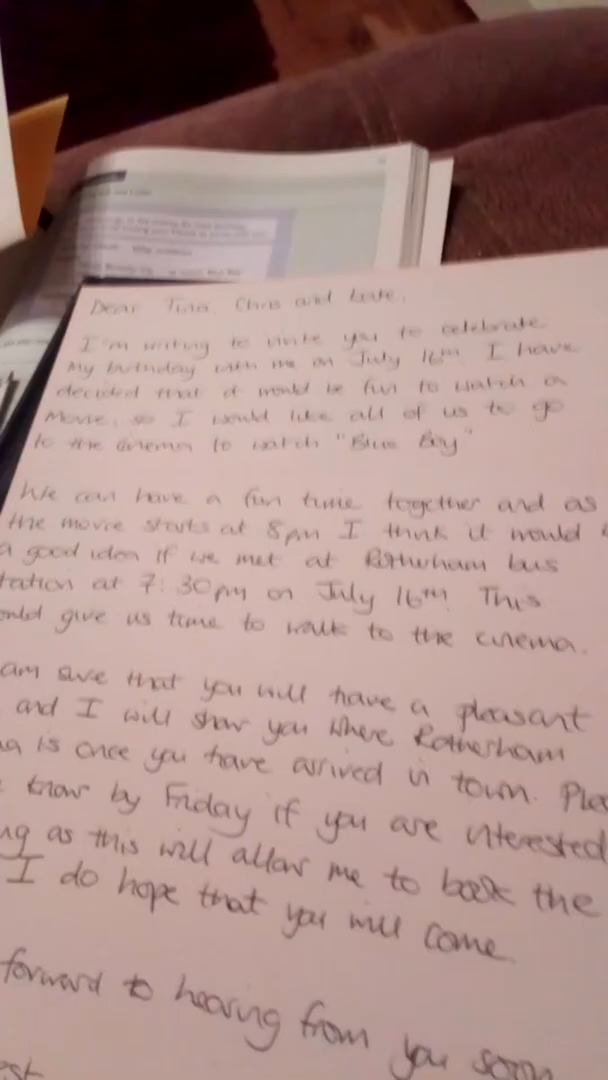 Dear Tina, Chris and Kate,
I'm writing to invite you to celebrate
my birthday with me on July 16th I have
decided that it would be fun to watch a
movie, so I would like all of us to go
to the cinema to watch "Blue Boy"
We can have a fun time together and as
the movie starts at 8pm I think it would
a good idea if we met at Rotherham bus
tation at 7:30pm on July 16th. This
ould give us time to walk to the cinema.
am sure that you will have a pleasant
and I will show you where Rotherham
is once you have arrived in town. Plea
know by Friday if you are interested
ng as this will allow me to book the
I do hope that you will come.
forward to hearing from you soon
est